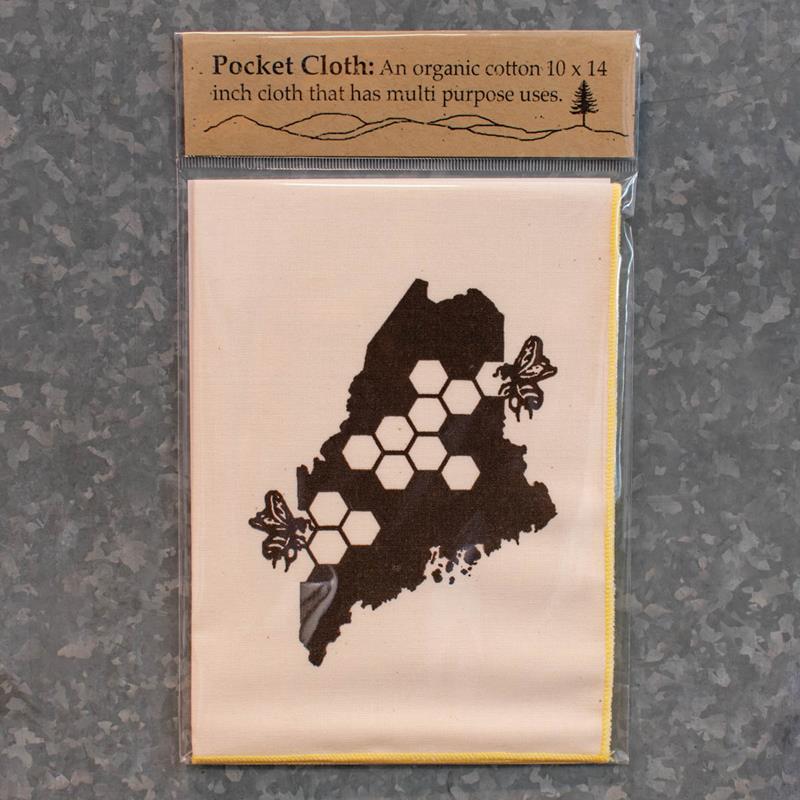 Pocket Cloth: An organic cotton 10 x 14
inch cloth that has multi purpose uses.